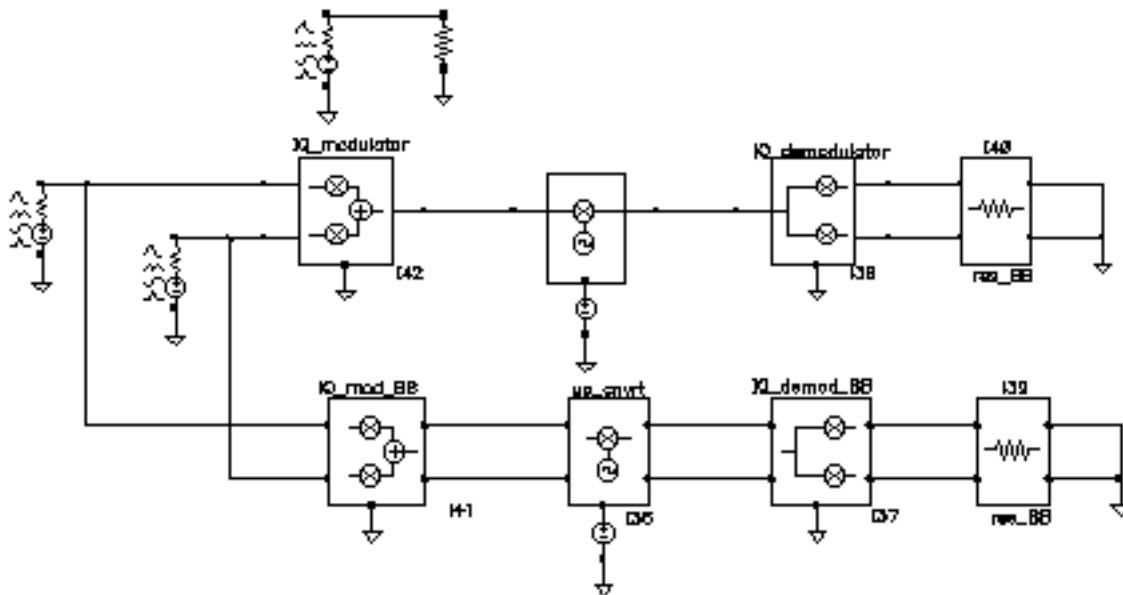 IQ_modulator
IQ_demodulator
I40
I42
I38
res_BB
IQ_mod_BB
up_cnvrt
IQ_demod_BB
I39
I41
I36
I37
res_BB